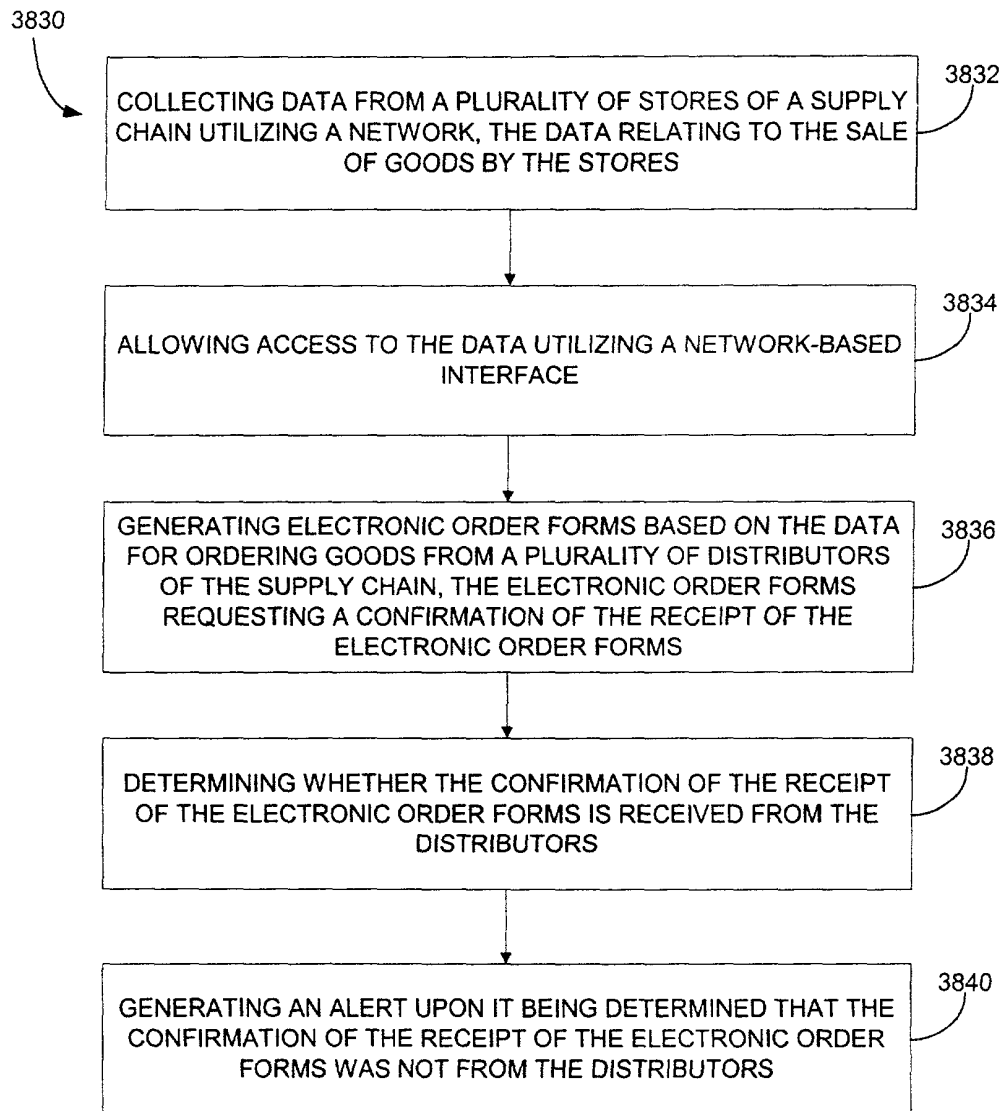 3830
3832
COLLECTING DATA FROM A PLURALITY OF STORES OF A SUPPLY
CHAIN UTILIZING A NETWORK, THE DATA RELATING TO THE SALE
OF GOODS BY THE STORES
3834
ALLOWING ACCESS TO THE DATA UTILIZING A NETWORK-BASED
INTERFACE
3836
GENERATING ELECTRONIC ORDER FORMS BASED ON THE DATA
FOR ORDERING GOODS FROM A PLURALITY OF DISTRIBUTORS
OF THE SUPPLY CHAIN, THE ELECTRONIC ORDER FORMS
REQUESTING A CONFIRMATION OF THE RECEIPT OF THE
ELECTRONIC ORDER FORMS
3838
DETERMINING WHETHER THE CONFIRMATION OF THE RECEIPT
OF THE ELECTRONIC ORDER FORMS IS RECEIVED FROM THE
DISTRIBUTORS
3840
GENERATING AN ALERT UPON IT BEING DETERMINED THAT THE
CONFIRMATION OF THE RECEIPT OF THE ELECTRONIC ORDER
FORMS WAS NOT FROM THE DISTRIBUTORS